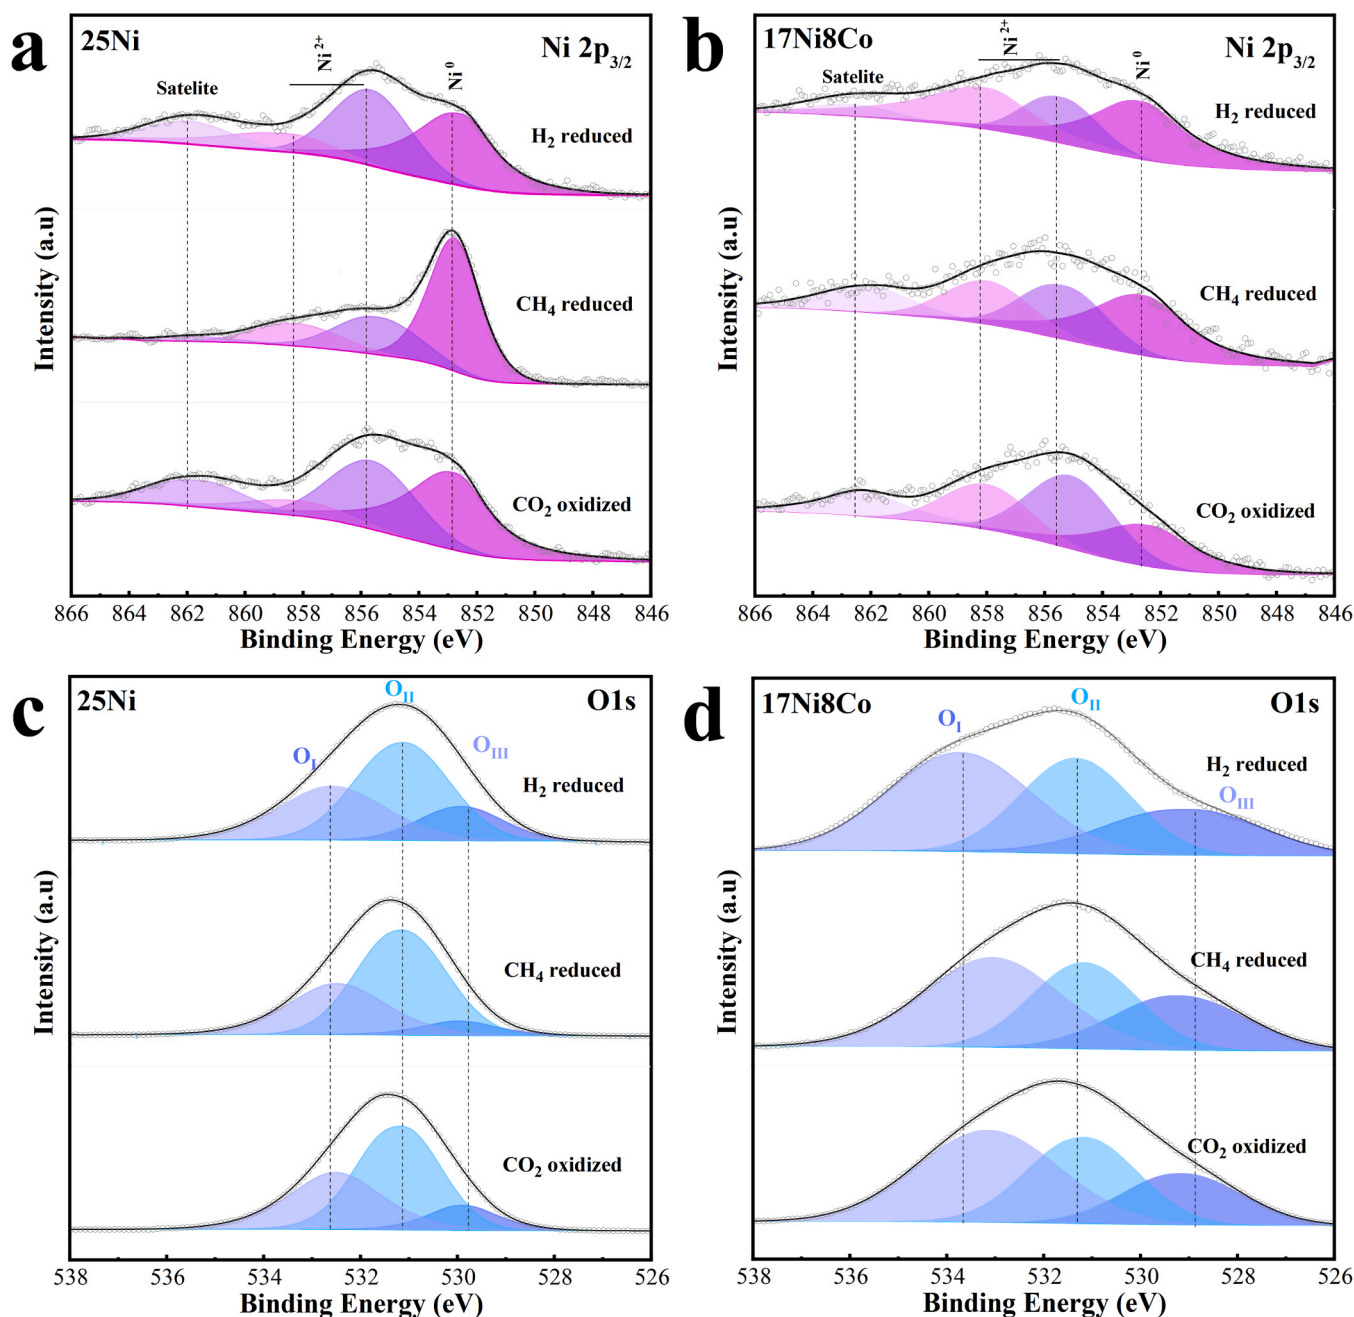 a
25Ni
Ni 2p3/2
Satelite
Ni 2+
Ni 0
H2 reduced
CH4 reduced
CO2 oxidized
Intensity (a.u)
866 864 862 860 858 856 854 852 850 848 846
Binding Energy (eV)
b
17Ni8Co
Ni 2p3/2
Satelite
Ni 2+
Ni 0
H2 reduced
CH4 reduced
CO2 oxidized
Intensity (a.u)
866 864 862 860 858 856 854 852 850 848 846
Binding Energy (eV)
c
25Ni
O1s
OI
OII
OIII
H2 reduced
CH4 reduced
CO2 oxidized
Intensity (a.u)
538 536 534 532 530 528 526
Binding Energy (eV)
d
17Ni8Co
O1s
OI
OII
H2 reduced
OIII
CH4 reduced
CO2 oxidized
Intensity (a.u)
538 536 534 532 530 528 526
Binding Energy (eV)